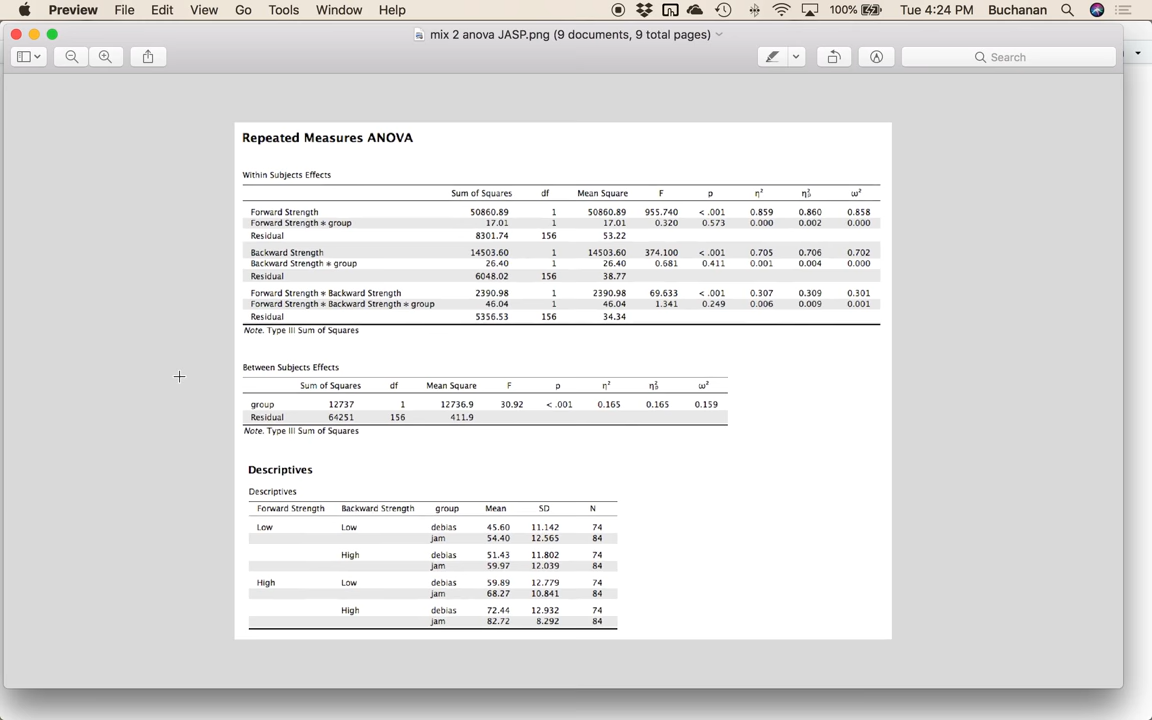 Preview File Edit View Go Tools Window Help 100% Tue 4:24 PM Buchanan
mix 2 anova JASP.png (9 documents, 9 total pages)
Search
Repeated Measures ANOVA
Within Subjects Effects
Sum of Squares df Mean Square F p η² η²p ω²
Forward Strength 50860.89 1 50860.89 955.740 < .001 0.859 0.860 0.858
Forward Strength * group 17.01 1 17.01 0.320 0.573 0.000 0.002 0.000
Residual 8301.74 156 53.22
Backward Strength 14503.60 1 14503.60 374.100 < .001 0.705 0.706 0.702
Backward Strength * group 26.40 1 26.40 0.681 0.411 0.001 0.004 0.000
Residual 6048.02 156 38.77
Forward Strength * Backward Strength 2390.98 1 2390.98 69.633 < .001 0.307 0.309 0.301
Forward Strength * Backward Strength * group 46.04 1 46.04 1.341 0.249 0.006 0.009 0.001
Residual 5356.53 156 34.34
Note. Type III Sum of Squares
Between Subjects Effects
Sum of Squares df Mean Square F p η² η²p ω²
group 12737 1 12736.9 30.92 < .001 0.165 0.165 0.159
Residual 64251 156 411.9
Note. Type III Sum of Squares
Descriptives
Descriptives
Forward Strength Backward Strength group Mean SD N
Low Low debias 45.60 11.142 74
jam 54.40 12.565 84
High debias 51.43 11.802 74
jam 59.97 12.039 84
High Low debias 59.89 12.779 74
jam 68.27 10.841 84
High debias 72.44 12.932 74
jam 82.72 8.292 84